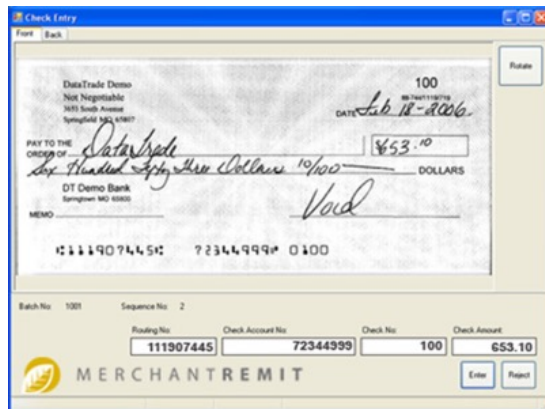 Check Entry
Front Back
Rotate
DataTrade Demo
Not Negotiable
3653 South Avenue
Springfield MO 65807
100
DATE Feb 18-2006
PAY TO THE
ORDER OF Data Trade
$653.10
Six Hundred Fifty Three Dollars 10/100 DOLLARS
DT Demo Bank
Springtown MO 65800
MEMO
Void
⑆111907445⑆ 72344999⑈ 0100
Batch No: 1001 Sequence No: 2
Routing No: Check Account No: Check No: Check Amount:
111907445 72344999 100 653.10
MERCHANTREMIT
Enter Reject